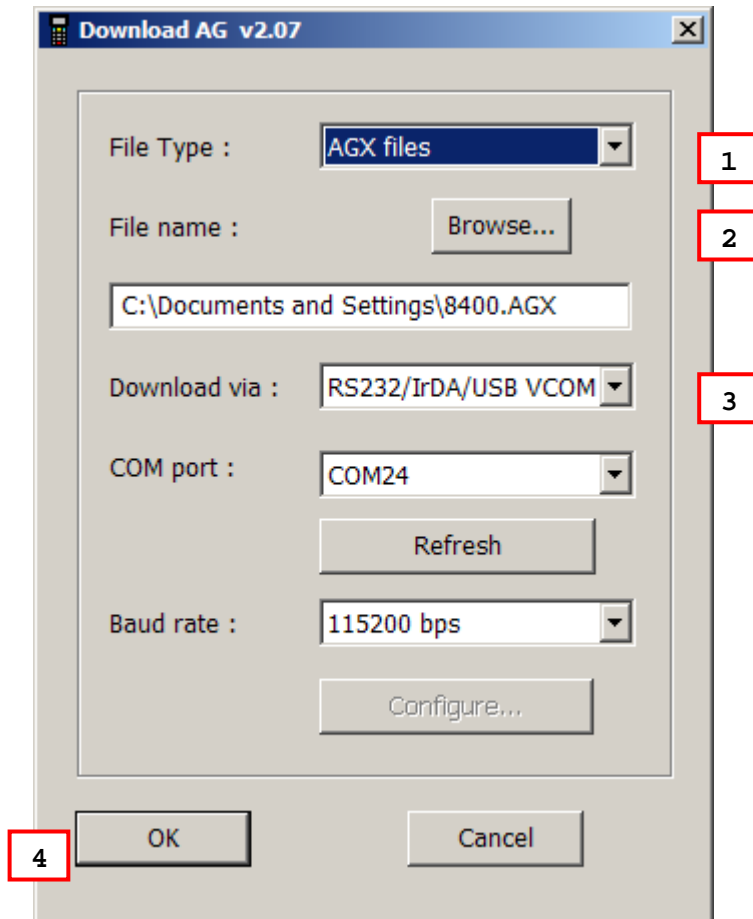 Download AG v2.07
File Type : AGX files
1
File name : Browse...
2
C:\Documents and Settings\8400.AGX
Download via : RS232/IrDA/USB VCOM
3
COM port : COM24
Refresh
Baud rate : 115200 bps
Configure...
OK Cancel
4